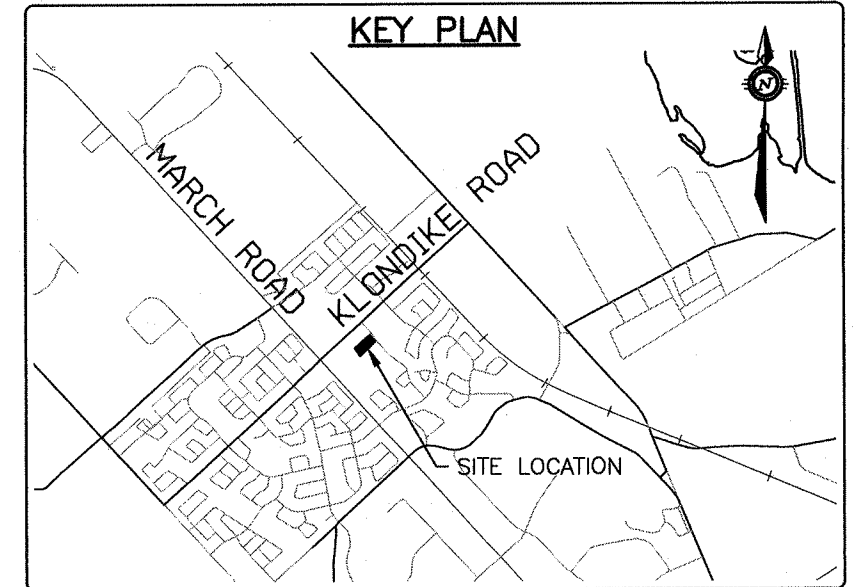 KEY PLAN
N
MARCH ROAD
KLONDIKE ROAD
SITE LOCATION